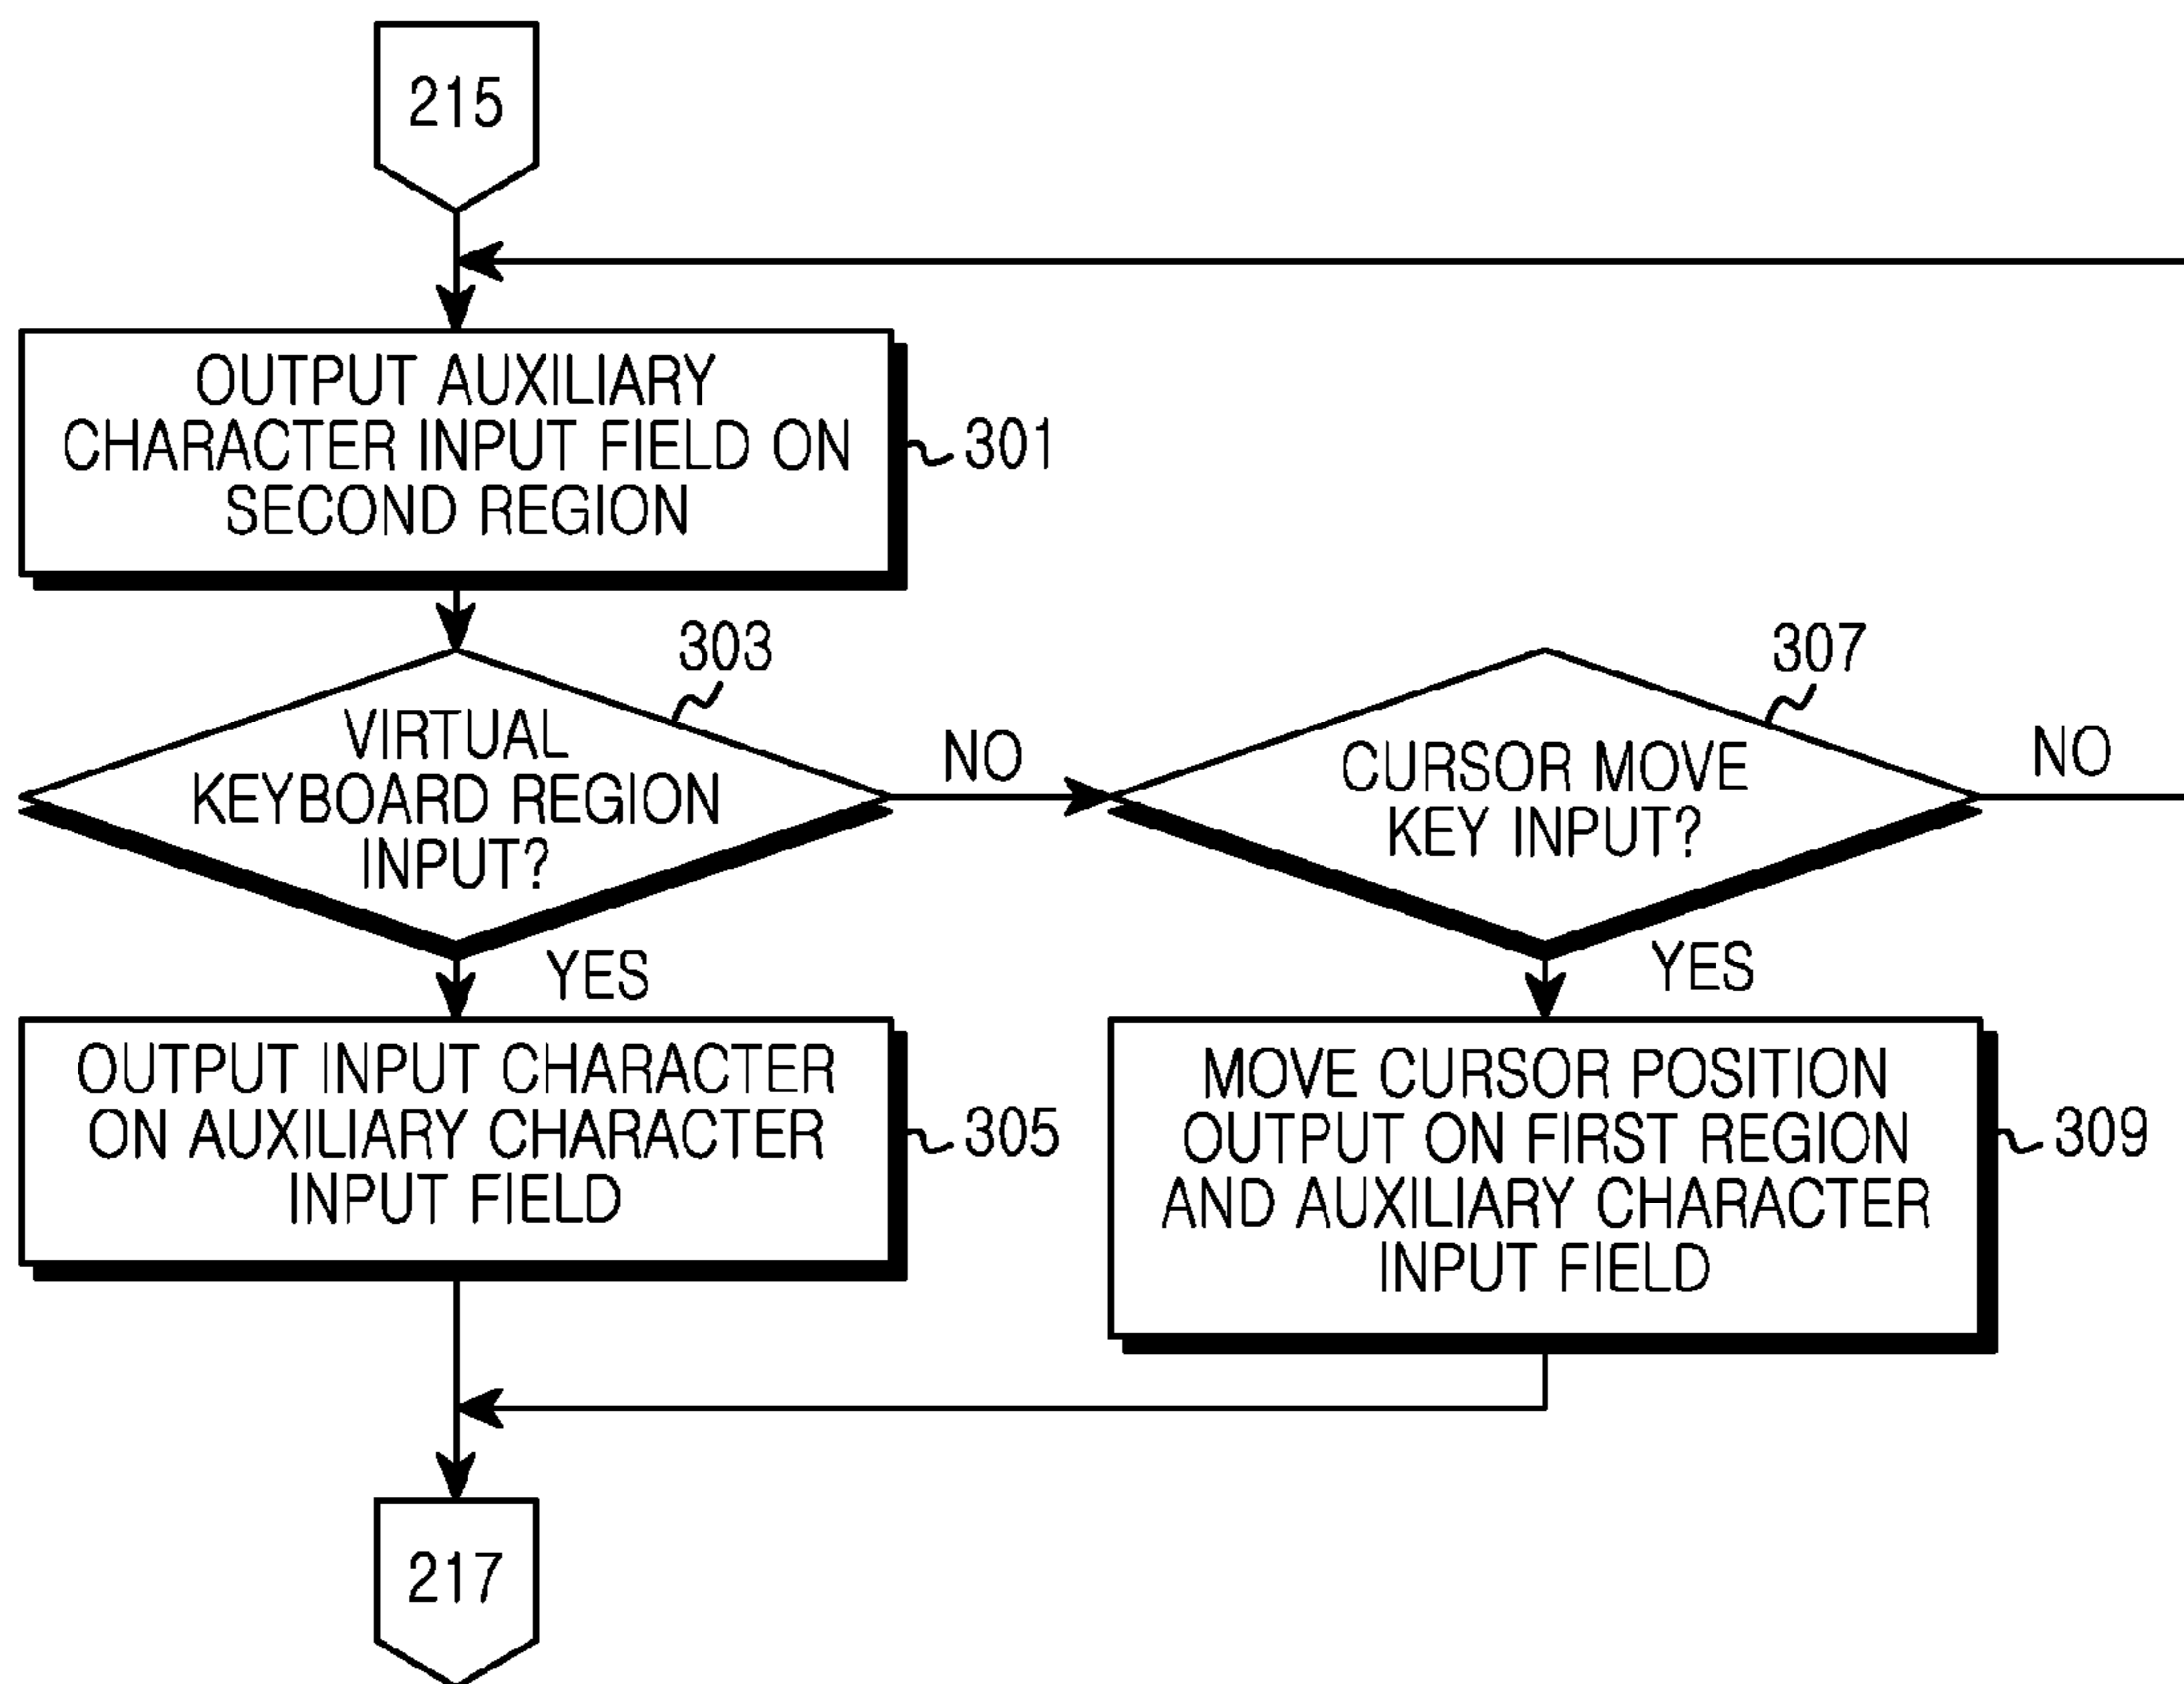 215
OUTPUT AUXILIARY
CHARACTER INPUT FIELD ON
SECOND REGION
301
303
VIRTUAL
KEYBOARD REGION
INPUT?
NO
307
CURSOR MOVE
KEY INPUT?
NO
YES
YES
OUTPUT INPUT CHARACTER
ON AUXILIARY CHARACTER
INPUT FIELD
305
MOVE CURSOR POSITION
OUTPUT ON FIRST REGION
AND AUXILIARY CHARACTER
INPUT FIELD
309
217